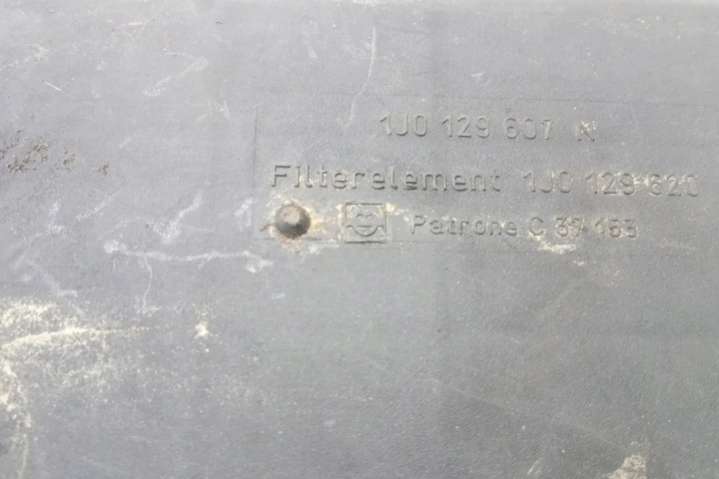 1J0 129 607 N
Filterelement 1J0 129 620
Patrone C 37 153